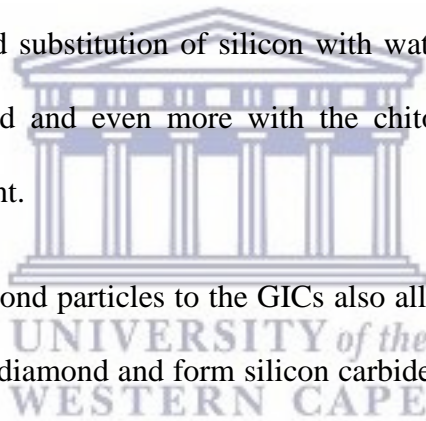 d substitution of silicon with wat
d and even more with the chito
nt.
ond particles to the GICs also all
UNIVERSITY of the
diamond and form silicon carbide
WESTERN CAPE